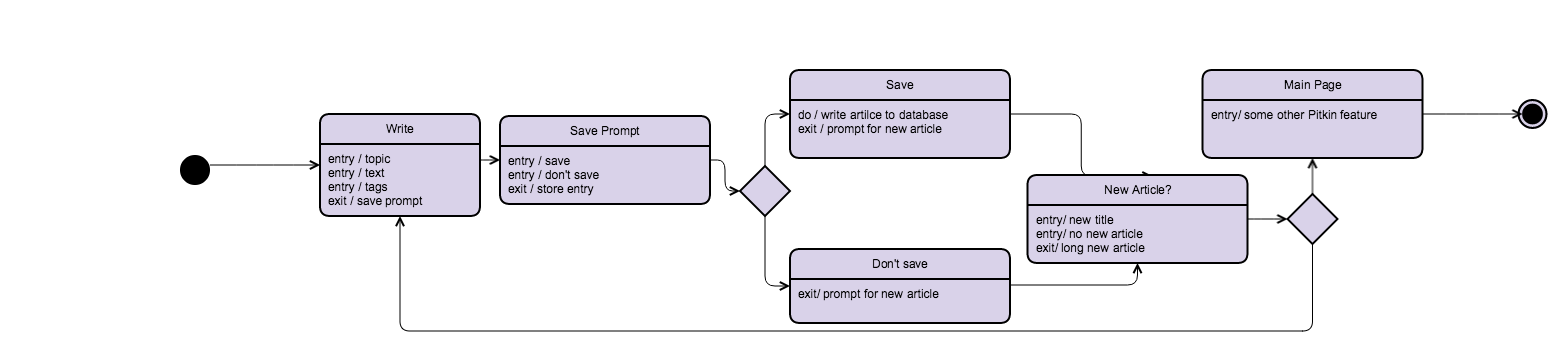 Write
entry / topic
entry / text
entry / tags
exit / save prompt
Save Prompt
entry / save
entry / don't save
exit / store entry
Save
do / write artilce to database
exit / prompt for new article
Don't save
exit/ prompt for new article
New Article?
entry/ new title
entry/ no new article
exit/ long new article
Main Page
entry/ some other Pitkin feature